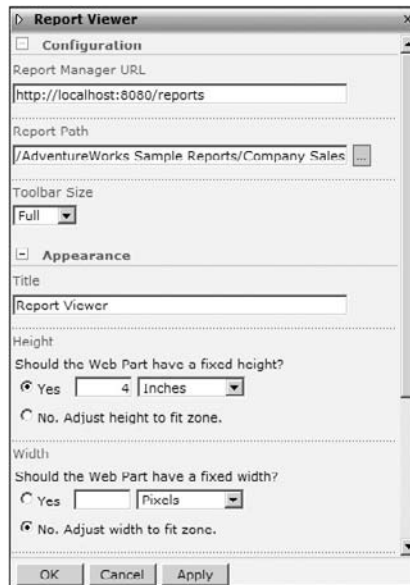 Report Viewer
Configuration
Report Manager URL
http://localhost:8080/reports
Report Path
/AdventureWorks Sample Reports/Company Sales
...
Toolbar Size
Full
Appearance
Title
Report Viewer
Height
Should the Web Part have a fixed height?
Yes 4 Inches
No. Adjust height to fit zone.
Width
Should the Web Part have a fixed width?
Yes Pixels
No. Adjust width to fit zone.
OK Cancel Apply